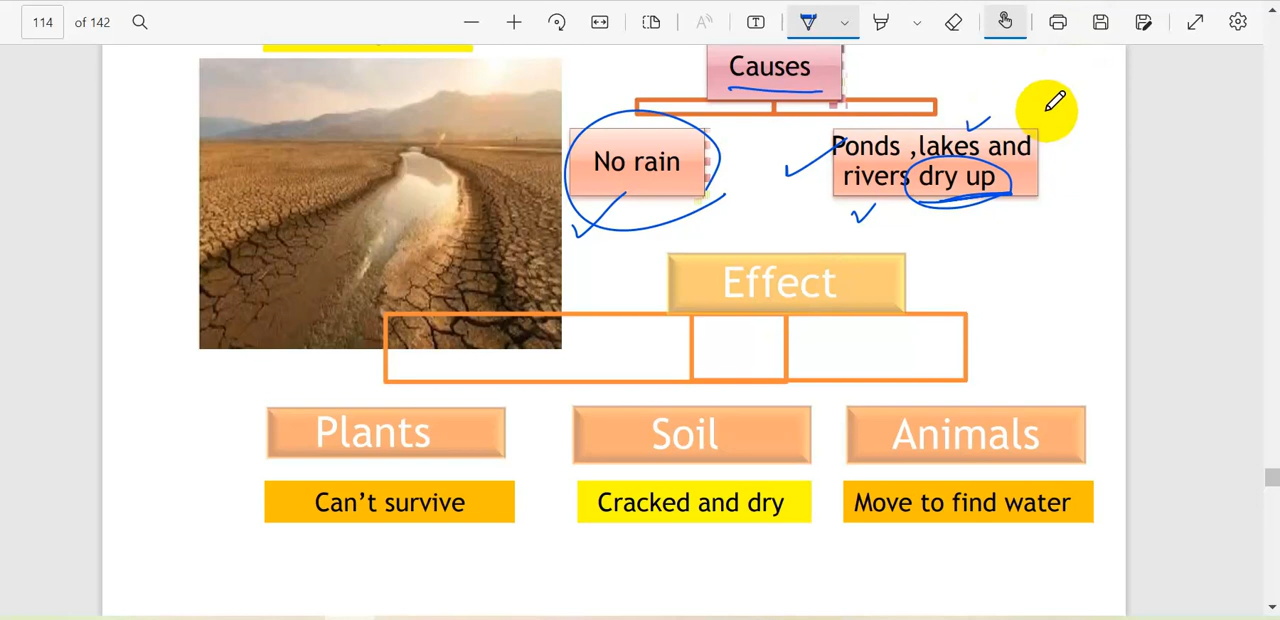 114 of 142
Causes
No rain
Ponds ,lakes and
rivers dry up
Effect
Plants
Soil
Animals
Can't survive
Cracked and dry
Move to find water